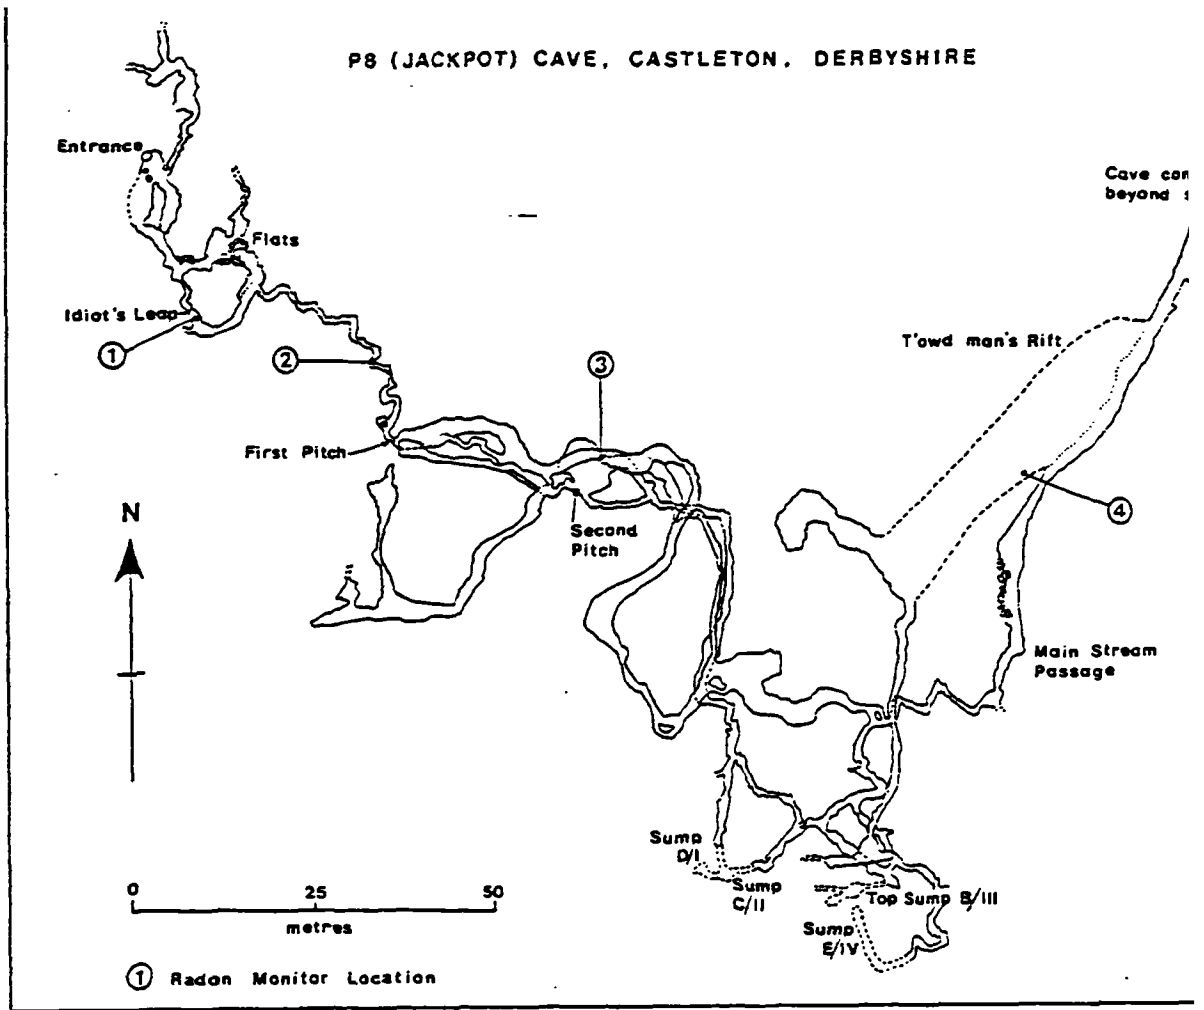 P8 (JACKPOT) CAVE, CASTLETON, DERBYSHIRE
Entrance
Cave
beyond
Flats
Idiot's Leap
1
2
3
T'owd man's Rift
First Pitch
4
N
Second
Pitch
Main Stream
Passage
Sump
D/I
Sump
C/II
Top Sump B/III
Sump
E/IV
0 25 50
metres
1 Radon Monitor Location